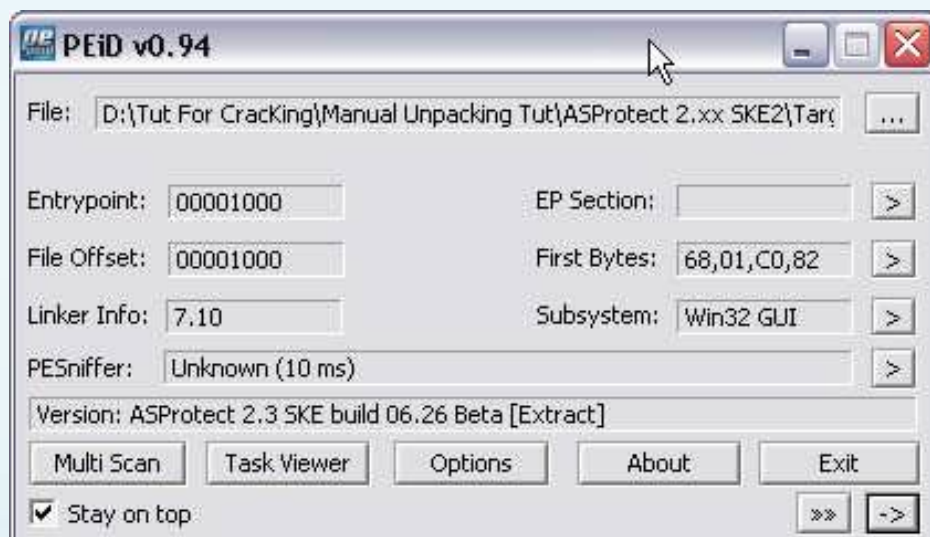 PEiD v0.94
File: D:\Tut For CracKing\Manual Unpacking Tut\ASProtect 2.xx SKE2\Targ ...
Entrypoint: 00001000 EP Section: >
File Offset: 00001000 First Bytes: 68,01,C0,82 >
Linker Info: 7.10 Subsystem: Win32 GUI >
PESniffer: Unknown (10 ms) >
Version: ASProtect 2.3 SKE build 06.26 Beta [Extract]
Multi Scan Task Viewer Options About Exit
Stay on top »» ->